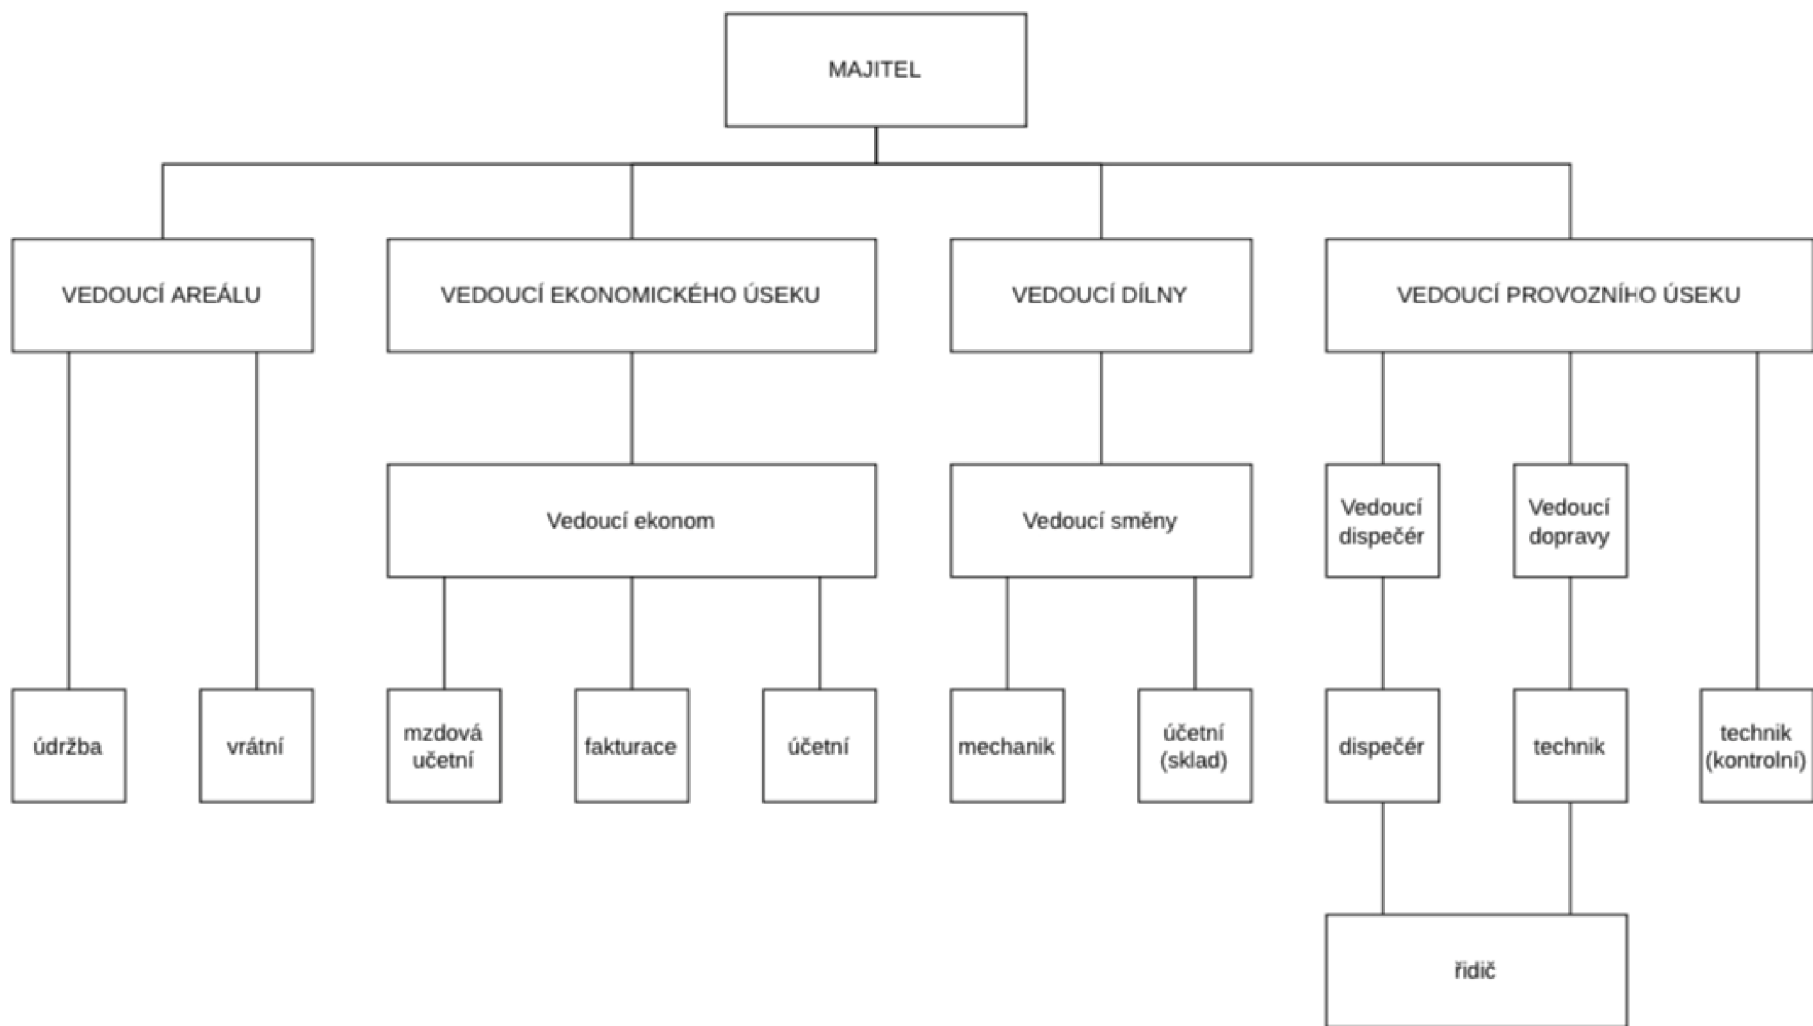 MAJITEL
VEDOUCÍ AREÁLU
VEDOUCÍ EKONOMICKÉHO ÚSEKU
VEDOUCÍ DÍLNY
VEDOUCÍ PROVOZNÍHO ÚSEKU
Vedoucí ekonom
Vedoucí směny
Vedoucí
dispečér
Vedoucí
dopravy
údržba
vrátní
mzdová
učetní
fakturace
účetní
mechanik
účetní
(sklad)
dispečér
technik
technik
(kontrolní)
řidič